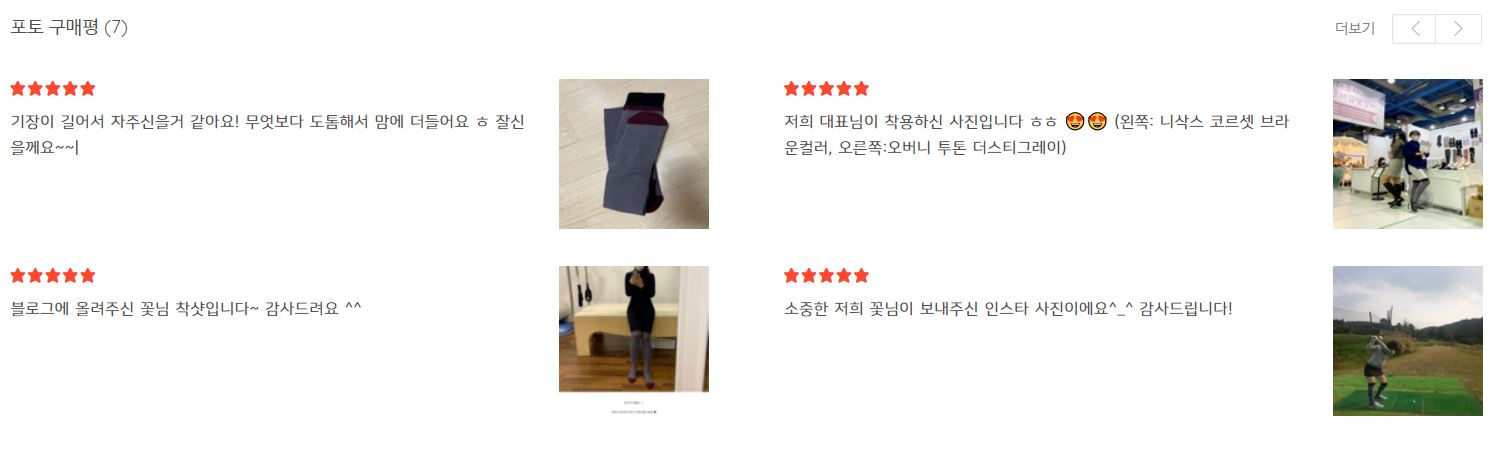 포토 구매평 (7)
더보기
기장이 길어서 자주신을거 같아요! 무엇보다 도톰해서 맘에 더들어요 ㅎ 잘신
을께요~~|
저희 대표님이 착용하신 사진입니다 ㅎㅎ 😍😍 (왼쪽: 니삭스 코르셋 브라
운컬러, 오른쪽:오버니 투톤 더스티그레이)
블로그에 올려주신 꽃님 착샷입니다~ 감사드려요 ^^
소중한 저희 꽃님이 보내주신 인스타 사진이에요^_^ 감사드립니다!